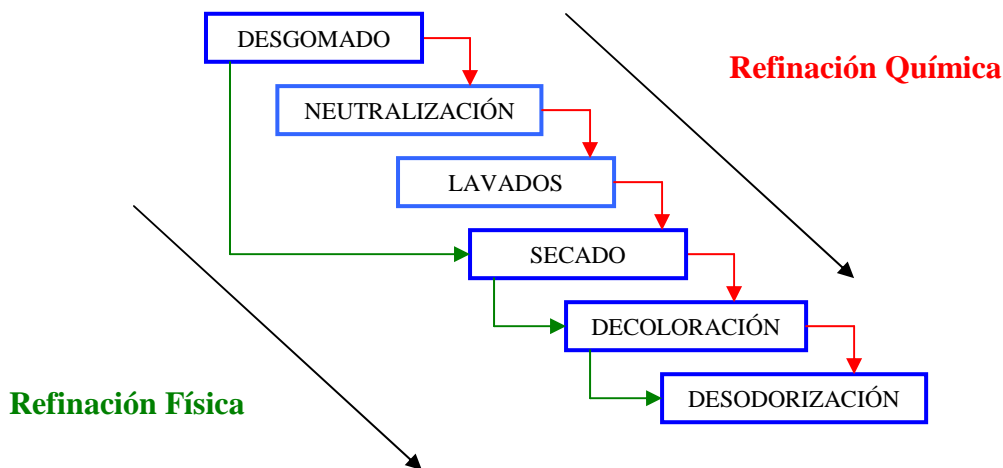 DESGOMADO
Refinación Química
NEUTRALIZACIÓN
LAVADOS
SECADO
DECOLORACIÓN
DESODORIZACIÓN
Refinación Física